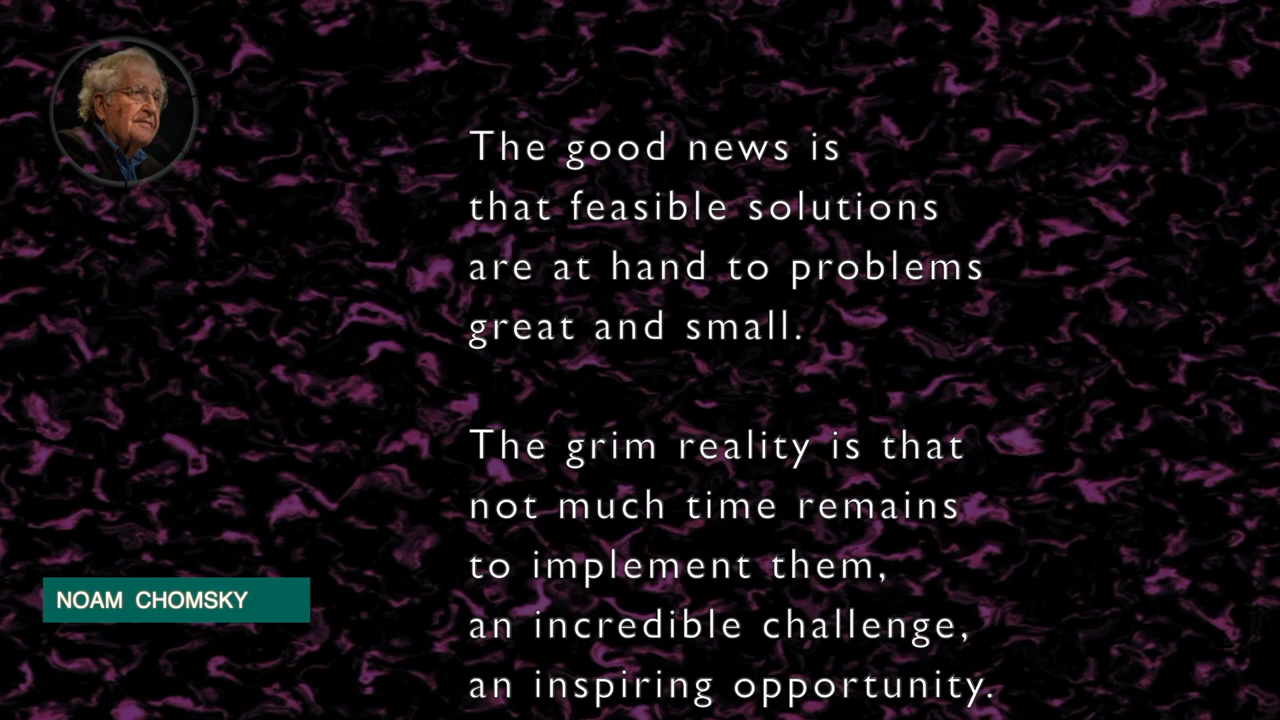 The good news is
that feasible solutions
are at hand to problems
great and small.
The grim reality is that
not much time remains
to implement them,
an incredible challenge,
an inspiring opportunity.
NOAM CHOMSKY